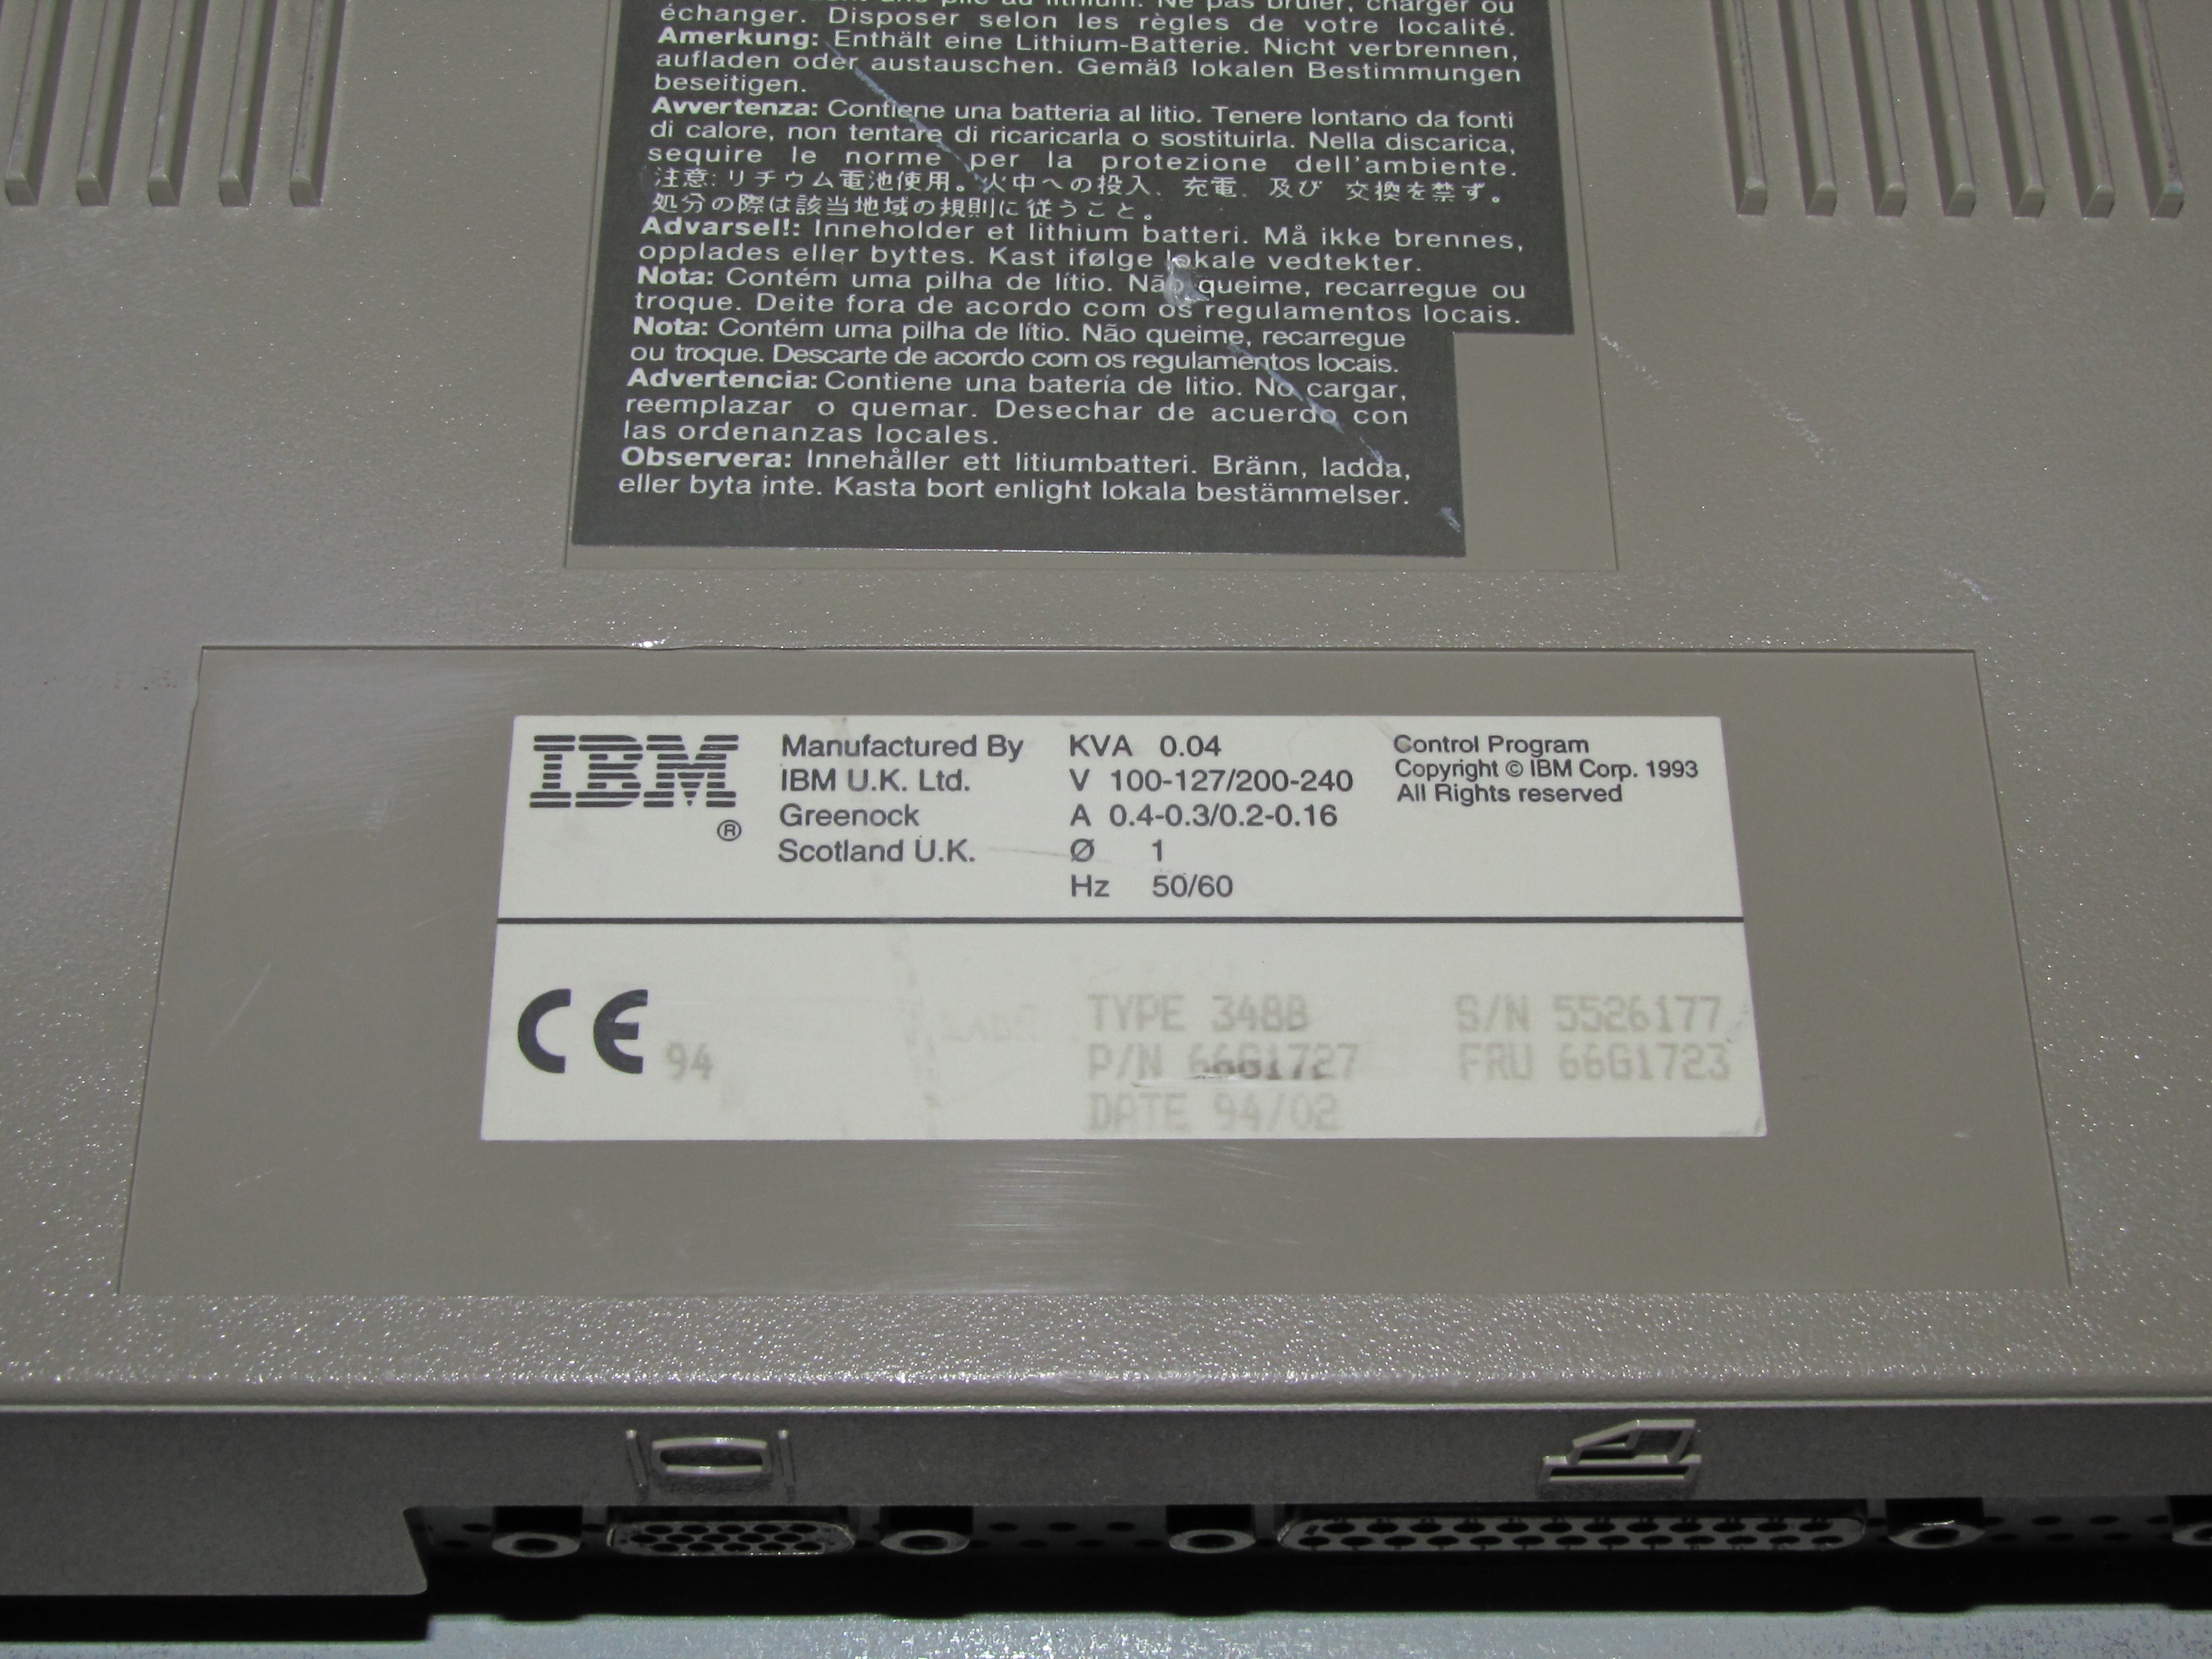 une pile au lithium. Ne pas brûler, charger ou
échanger. Disposer selon les règles de votre localité.
Amerkung: Enthält eine Lithium-Batterie. Nicht verbrennen,
aufladen oder austauschen. Gemäß lokalen Bestimmungen
beseitigen.
Avvertenza: Contiene una batteria al litio. Tenere lontano da fonti
di calore, non tentare di ricaricarla o sostituirla. Nella discarica,
sequire le norme per la protezione dell'ambiente.
注意: リチウム電池使用。火中への投入、充電、及び 交換を禁ず。
処分の際は該当地域の規則に従うこと。
Advarsel!: Inneholder et lithium batteri. Må ikke brennes,
opplades eller byttes. Kast ifølge lokale vedtekter.
Nota: Contém uma pilha de lítio. Não queime, recarregue ou
troque. Deite fora de acordo com os regulamentos locais.
Nota: Contém uma pilha de lítio. Não queime, recarregue
ou troque. Descarte de acordo com os regulamentos locais.
Advertencia: Contiene una batería de litio. No cargar,
reemplazar o quemar. Desechar de acuerdo con
las ordenanzas locales.
Observera: Innehåller ett litiumbatteri. Bränn, ladda,
eller byta inte. Kasta bort enlight lokala bestämmelser.
IBM ®
Manufactured By
IBM U.K. Ltd.
Greenock
Scotland U.K.
KVA 0.04
V 100-127/200-240
A 0.4-0.3/0.2-0.16
Ø 1
Hz 50/60
Control Program
Copyright © IBM Corp. 1993
All Rights reserved
CE 94
TYPE 3488 S/N 5526177
P/N 66G1727 FRU 66G1723
DATE 94/02